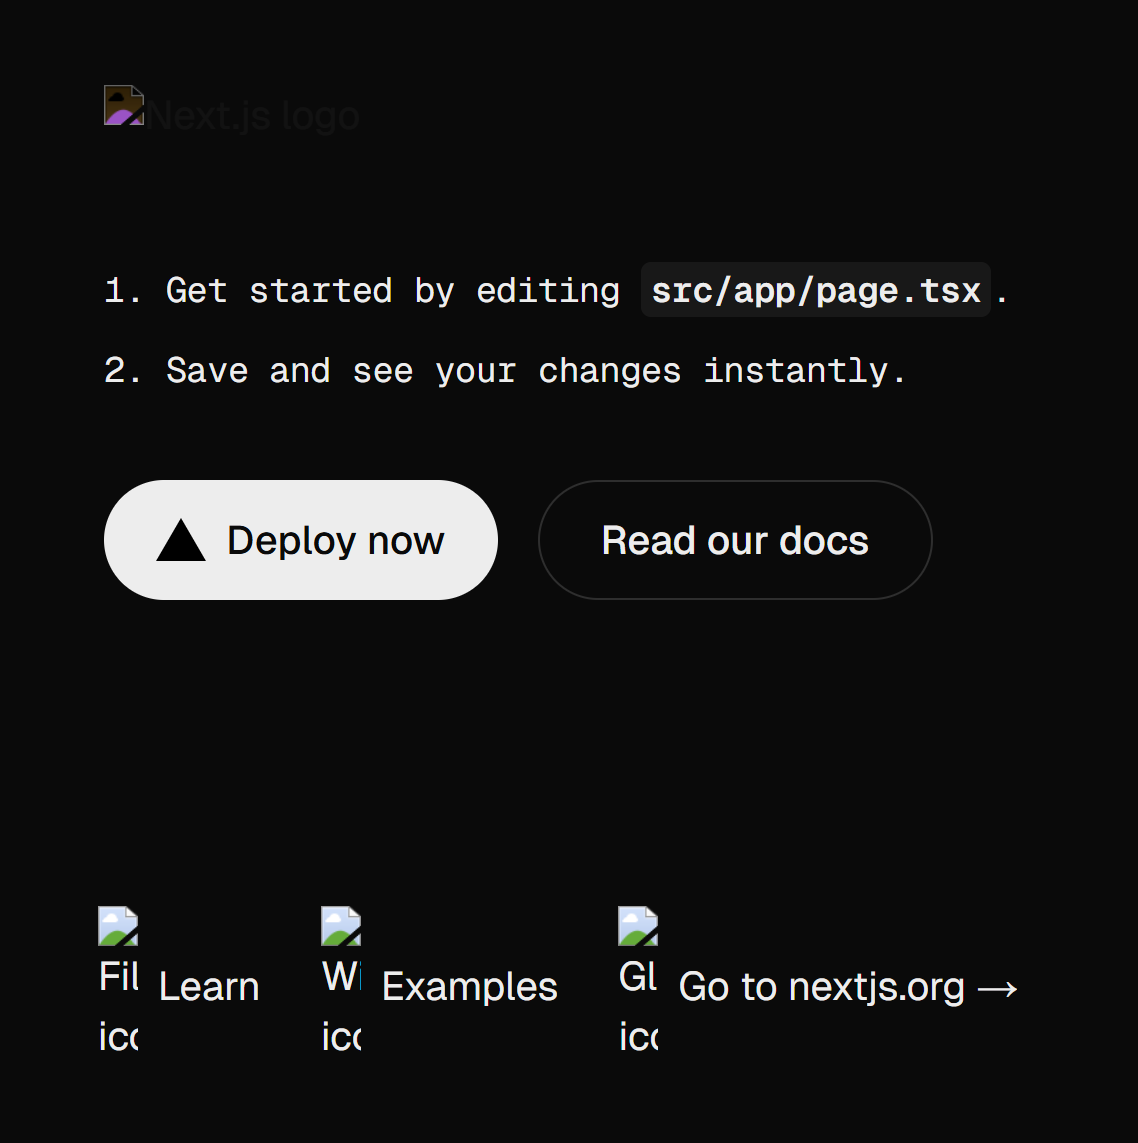 Next.js logo
1. Get started by editing src/app/page.tsx.
2. Save and see your changes instantly.
Deploy now
Read our docs
Fil
ico
Learn
Wi
ico
Examples
Gl
ico
Go to nextjs.org →